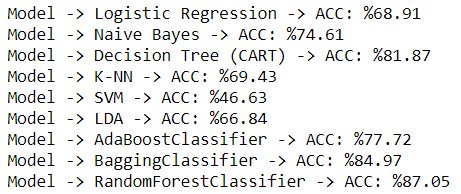 Model -> Logistic Regression -> ACC: %68.91
Model -> Naive Bayes -> ACC: %74.61
Model -> Decision Tree (CART) -> ACC: %81.87
Model -> K-NN -> ACC: %69.43
Model -> SVM -> ACC: %46.63
Model -> LDA -> ACC: %66.84
Model -> AdaBoostClassifier -> ACC: %77.72
Model -> BaggingClassifier -> ACC: %84.97
Model -> RandomForestClassifier -> ACC: %87.05